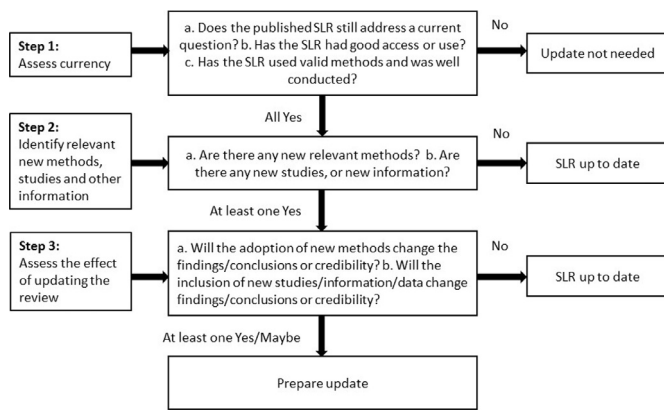 Step 1:
Assess currency
a. Does the published SLR still address a current
question? b. Has the SLR had good access or use?
c. Has the SLR used valid methods and was well
conducted?
No
Update not needed
All Yes
Step 2:
Identify relevant
new methods,
studies and other
information
a. Are there any new relevant methods? b. Are
there any new studies, or new information?
No
SLR up to date
At least one Yes
Step 3:
Assess the effect
of updating the
review
a. Will the adoption of new methods change the
findings/conclusions or credibility? b. Will the
inclusion of new studies/information/data change
findings/conclusions or credibility?
No
SLR up to date
At least one Yes/Maybe
Prepare update